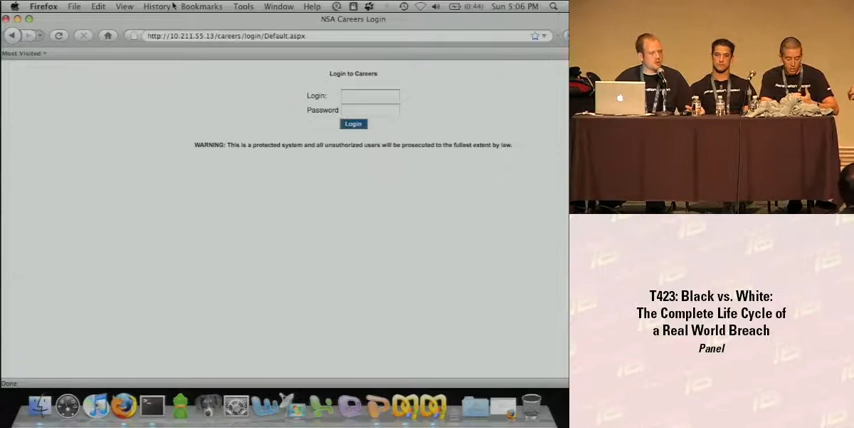 Firefox File Edit View History Bookmarks Tools Window Help (0:44) Sun 5:06 PM
NSA Careers Login
http://10.211.55.13/careers/login/Default.aspx
Most Visited
Login to Careers
Login:
Password
Login
WARNING: This is a protected system and all unauthorized users will be prosecuted to the fullest extent by law.
Done
T423: Black vs. White:
The Complete Life Cycle of
a Real World Breach
Panel